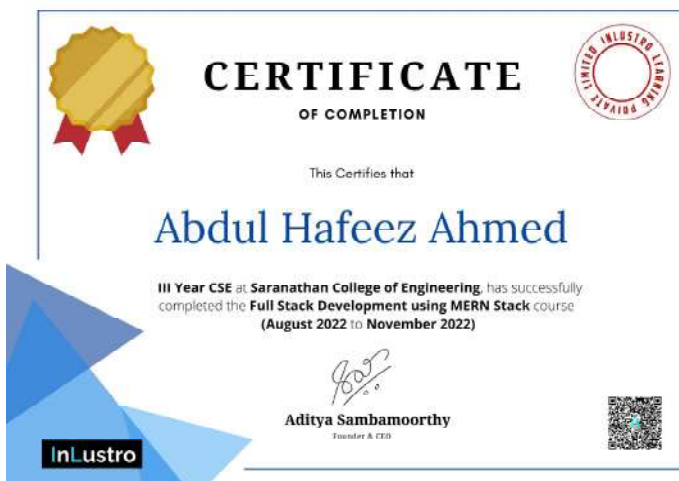 CERTIFICATE
INLUSTRO LEARNING PRIVATE LIMITED
OF COMPLETION
This Certifies that
Abdul Hafeez Ahmed
III Year CSE at Saranathan College of Engineering, has successfully
completed the Full Stack Development using MERN Stack course
(August 2022 to November 2022)
Aditya Sambamoorthy
Founder & CEO
InLustro